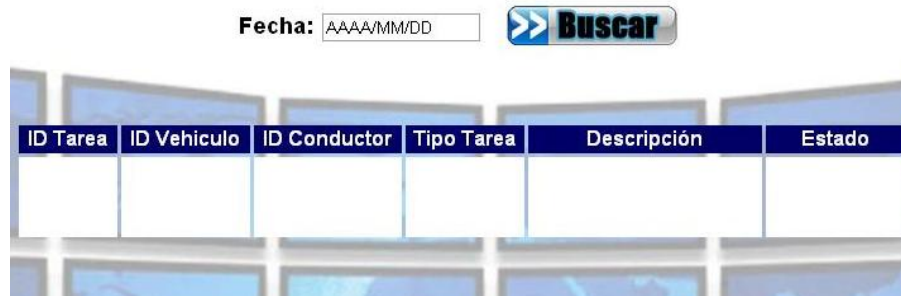 Fecha: AAAA/MM/DD Buscar
ID Tarea ID Vehiculo ID Conductor Tipo Tarea Descripción Estado